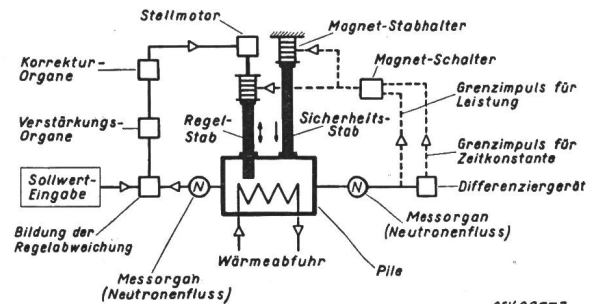 Stellmotor
Magnet-Stabhalter
Korrektur-
Organe
Magnet-Schalter
Grenzimpuls für
Leistung
Verstärkungs-
Organe
Regel-
Stab
Sicherheits-
Stab
Grenzimpuls für
Zeitkonstante
Sollwert-
Eingabe
N
N
Differenziergerät
Bildung der
Regelabweichung
Messorgan
(Neutronenfluss)
Wärmeabfuhr
Pile
Messorgan
(Neutronenfluss)